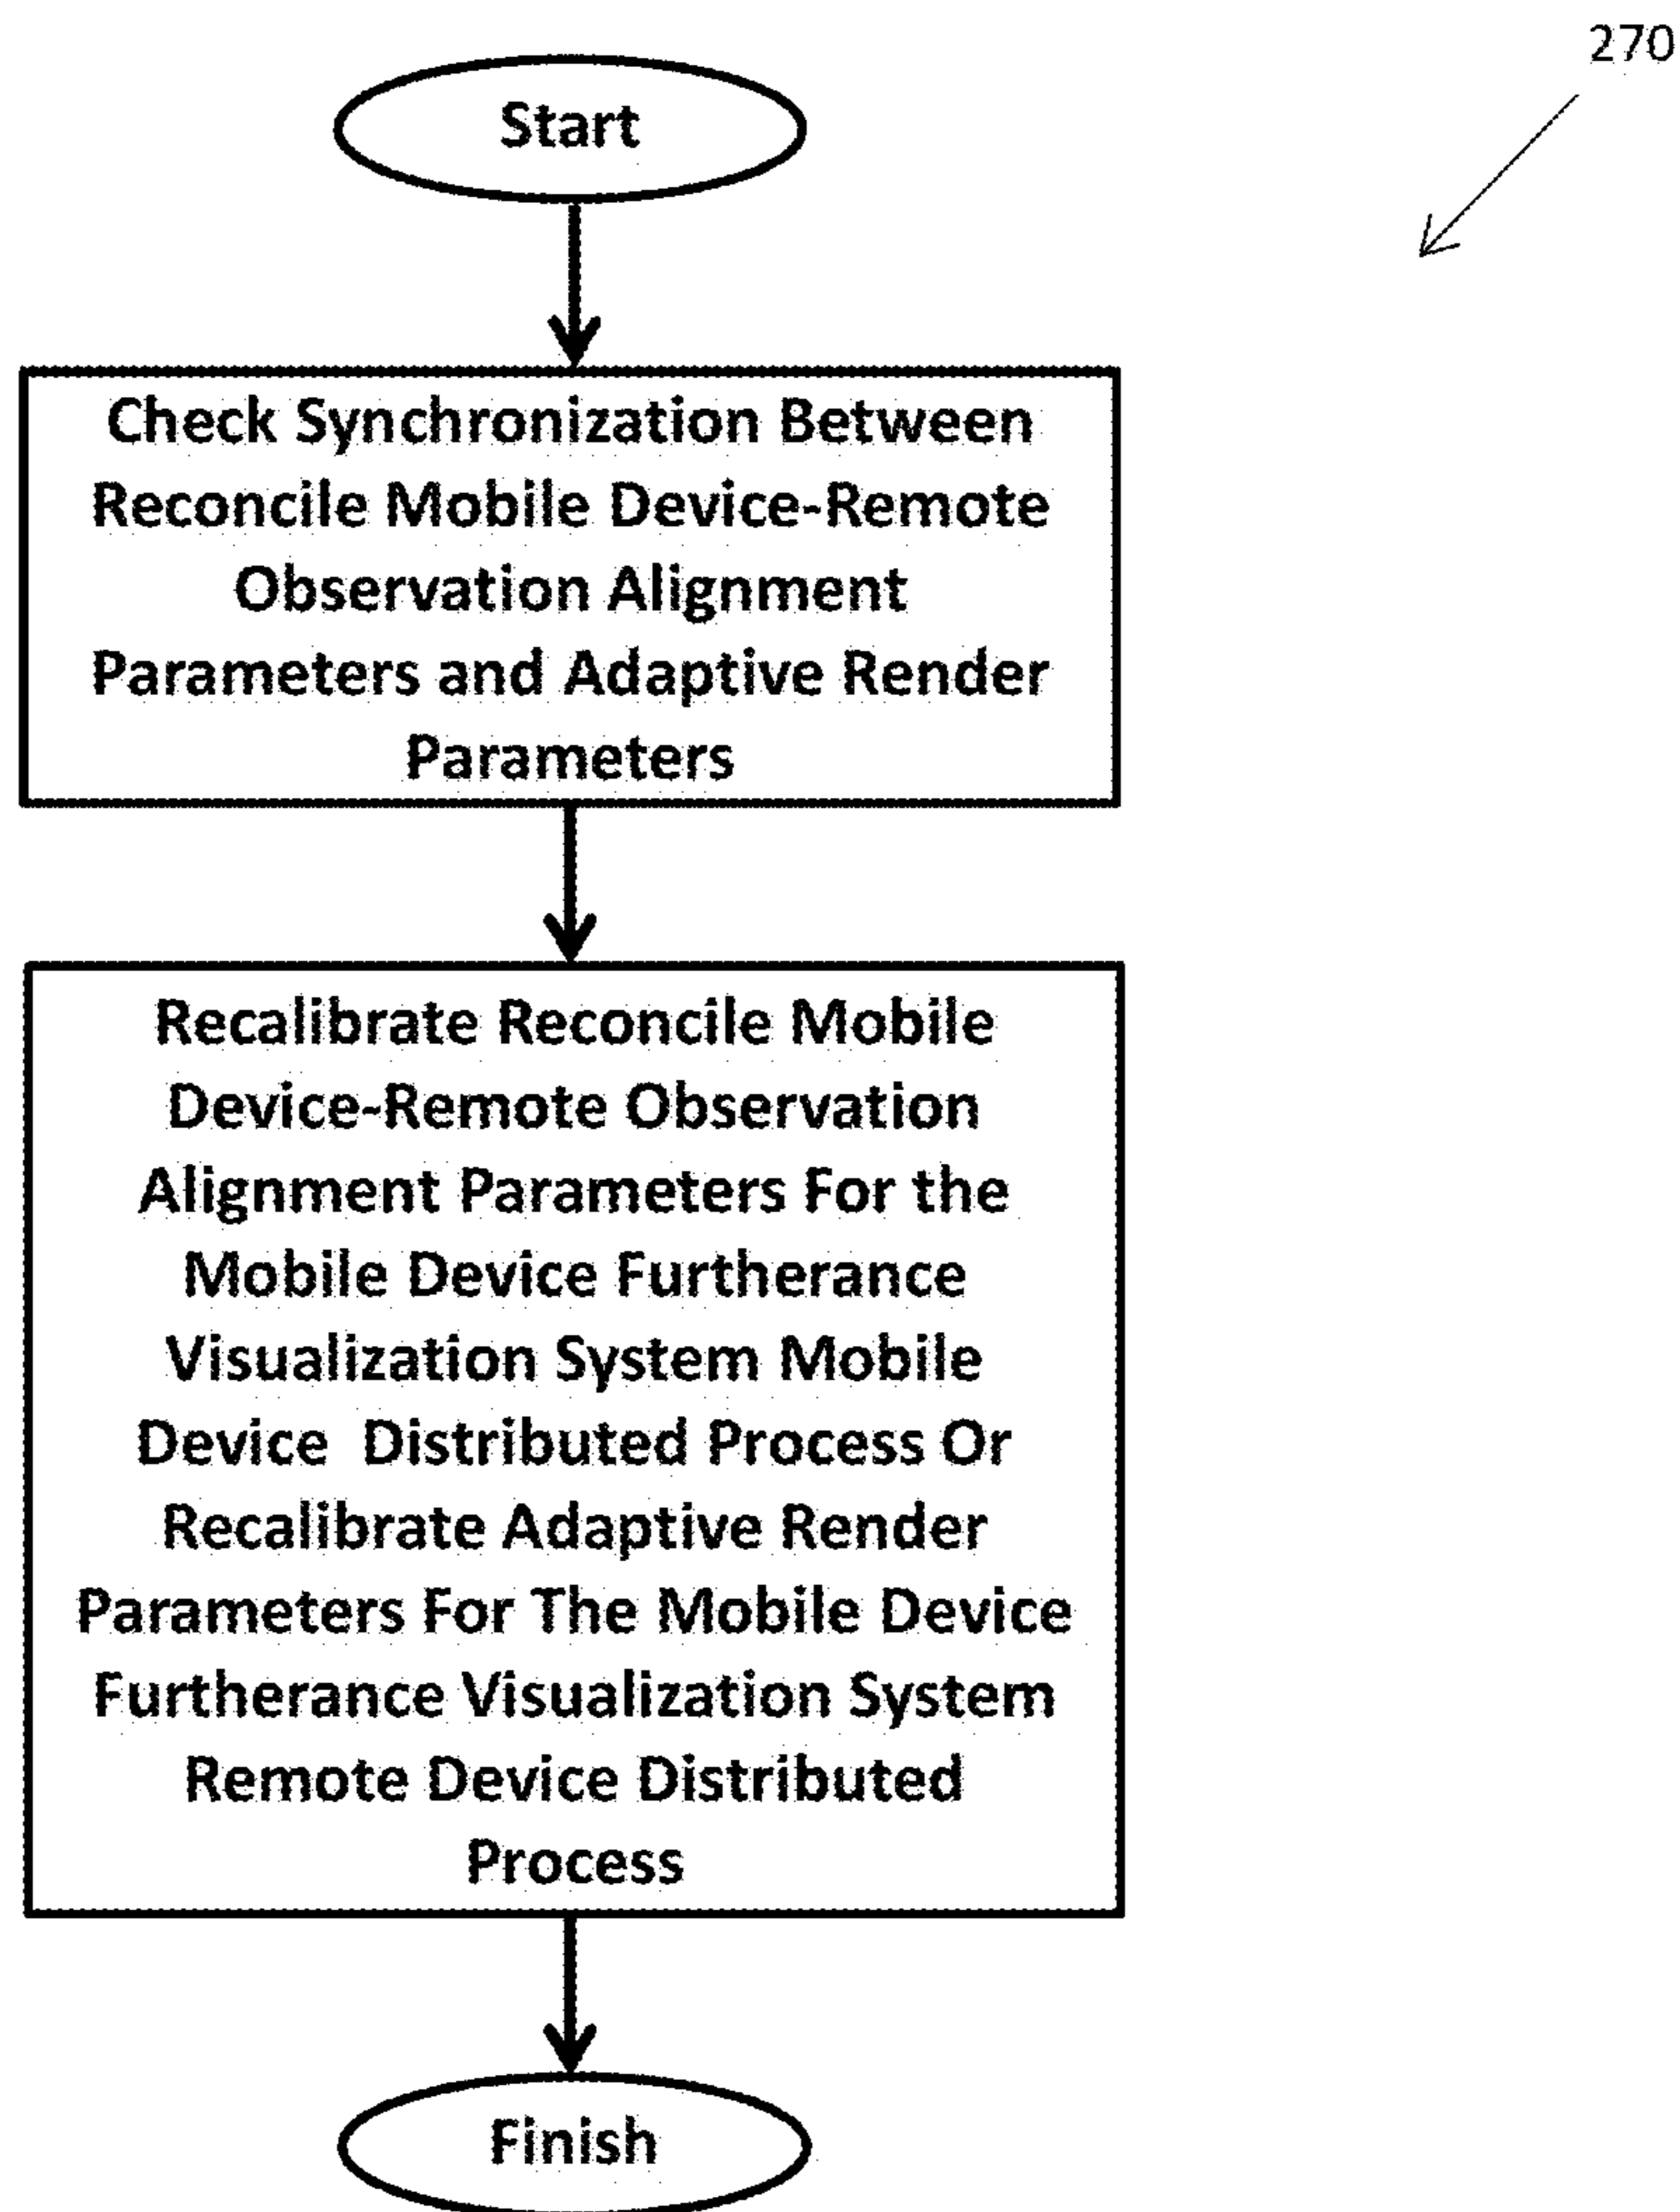 270
Start
Check Synchronization Between
Reconcile Mobile Device-Remote
Observation Alignment
Parameters and Adaptive Render
Parameters
Recalibrate Reconcile Mobile
Device-Remote Observation
Alignment Parameters For the
Mobile Device Furtherance
Visualization System Mobile
Device  Distributed Process Or
Recalibrate Adaptive Render
Parameters For The Mobile Device
Furtherance Visualization System
Remote Device Distributed
Process
Finish